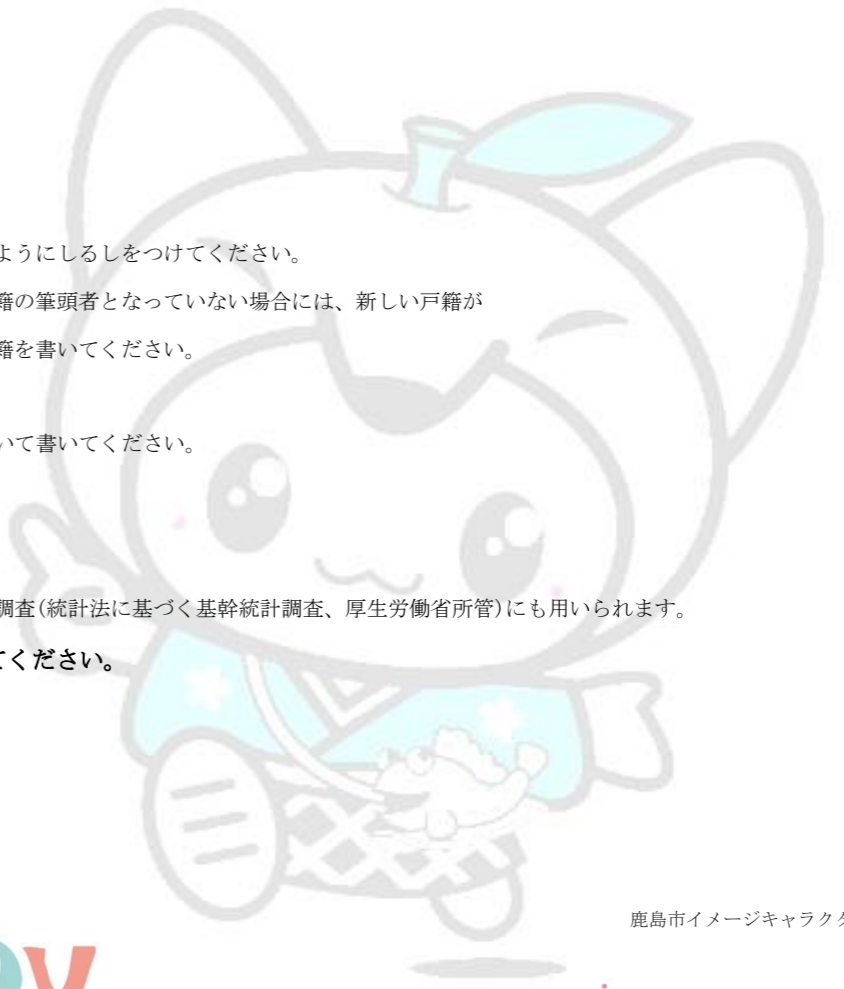 ようにしるしをつけてください。
籍の筆頭者となっていない場合には、新しい戸籍が
籍を書いてください。
いて書いてください。
調査(統計法に基づく基幹統計調査、厚生労働省所管)にも用いられます。
てください。
鹿島市イメージキャラクタ